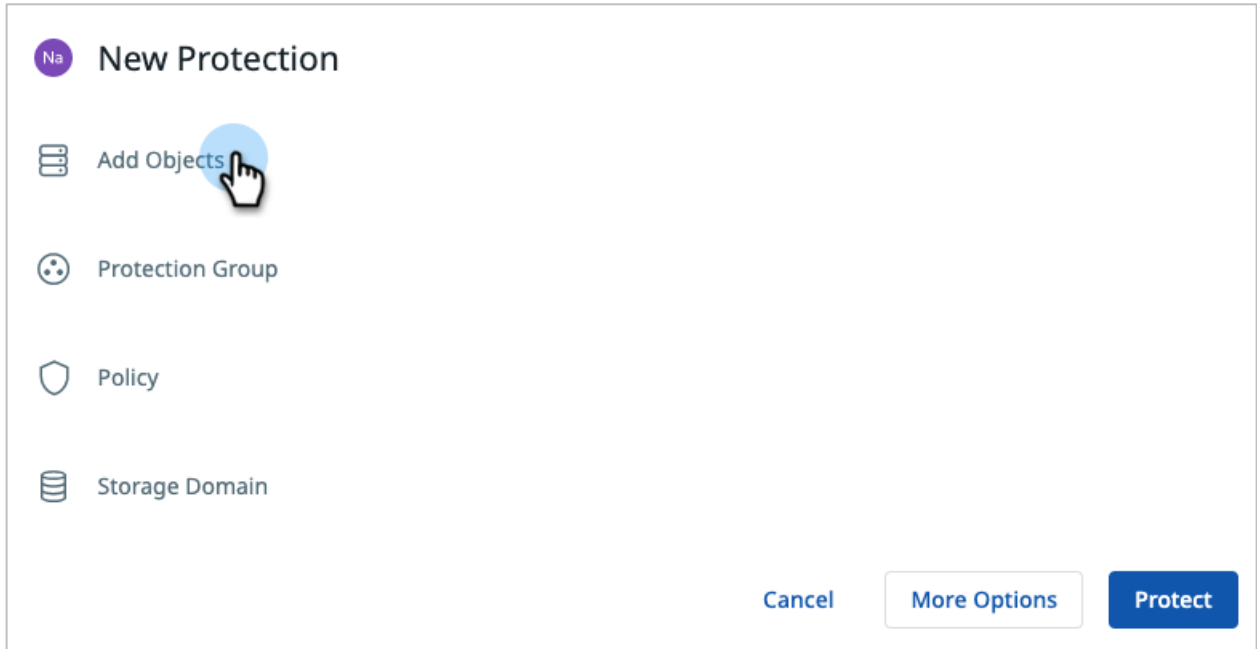 Na New Protection
Add Objects
Protection Group
Policy
Storage Domain
Cancel More Options Protect